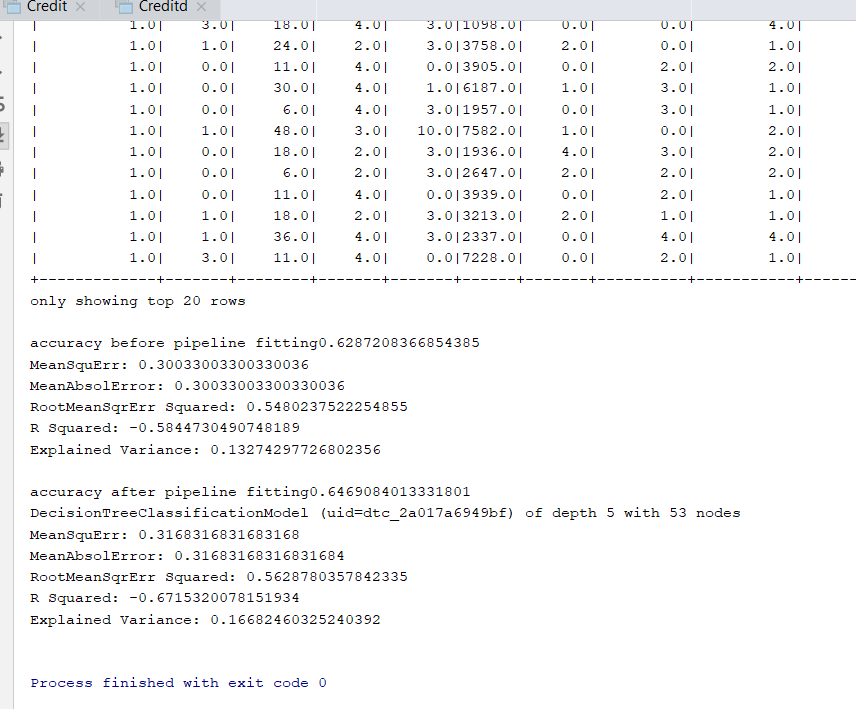 Credit × Creditd ×
| 1.0| 3.0| 18.0| 4.0| 3.0|1098.0| 0.0| 0.0| 4.0|
| 1.0| 1.0| 24.0| 2.0| 3.0|3758.0| 2.0| 0.0| 1.0|
| 1.0| 0.0| 11.0| 4.0| 0.0|3905.0| 0.0| 2.0| 2.0|
| 1.0| 0.0| 30.0| 4.0| 1.0|6187.0| 1.0| 3.0| 1.0|
| 1.0| 0.0| 6.0| 4.0| 3.0|1957.0| 0.0| 3.0| 1.0|
| 1.0| 1.0| 48.0| 3.0| 10.0|7582.0| 1.0| 0.0| 2.0|
| 1.0| 0.0| 18.0| 2.0| 3.0|1936.0| 4.0| 3.0| 2.0|
| 1.0| 0.0| 6.0| 2.0| 3.0|2647.0| 2.0| 2.0| 2.0|
| 1.0| 0.0| 11.0| 4.0| 0.0|3939.0| 0.0| 2.0| 1.0|
| 1.0| 1.0| 18.0| 2.0| 3.0|3213.0| 2.0| 1.0| 1.0|
| 1.0| 1.0| 36.0| 4.0| 3.0|2337.0| 0.0| 4.0| 4.0|
| 1.0| 3.0| 11.0| 4.0| 0.0|7228.0| 0.0| 2.0| 1.0|
+-------------+-------+--------+-------+-------+------+-------+----------+-----------+------
only showing top 20 rows
accuracy before pipeline fitting0.6287208366854385
MeanSquErr: 0.30033003300330036
MeanAbsolError: 0.30033003300330036
RootMeanSqrErr Squared: 0.5480237522254855
R Squared: -0.5844730490748189
Explained Variance: 0.13274297726802356
accuracy after pipeline fitting0.6469084013331801
DecisionTreeClassificationModel (uid=dtc_2a017a6949bf) of depth 5 with 53 nodes
MeanSquErr: 0.3168316831683168
MeanAbsolError: 0.31683168316831684
RootMeanSqrErr Squared: 0.5628780357842335
R Squared: -0.6715320078151934
Explained Variance: 0.16682460325240392
Process finished with exit code 0